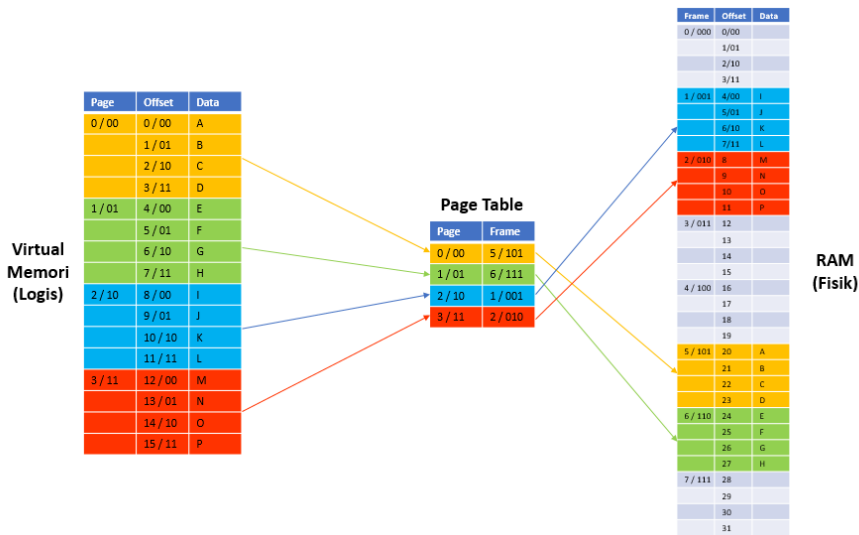 Virtual
Memori
(Logis)
Page Offset Data
0 / 00 0 / 00 A
1 / 01 B
2 / 10 C
3 / 11 D
1 / 01 4 / 00 E
5 / 01 F
6 / 10 G
7 / 11 H
2 / 10 8 / 00 I
9 / 01 J
10 / 10 K
11 / 11 L
3 / 11 12 / 00 M
13 / 01 N
14 / 10 O
15 / 11 P
Page Table
Page Frame
0 / 00 5 / 101
1 / 01 6 / 111
2 / 10 1 / 001
3 / 11 2 / 010
Frame Offset Data
0 / 000 0/00
1/01
2/10
3/11
1 / 001 4/00 I
5/01 J
6/10 K
7/11 L
2 / 010 8 M
9 N
10 O
11 P
3 / 011 12
13
14
15
4 / 100 16
17
18
19
5 / 101 20 A
21 B
22 C
23 D
6 / 110 24 E
25 F
26 G
27 H
7 / 111 28
29
30
31
RAM
(Fisik)